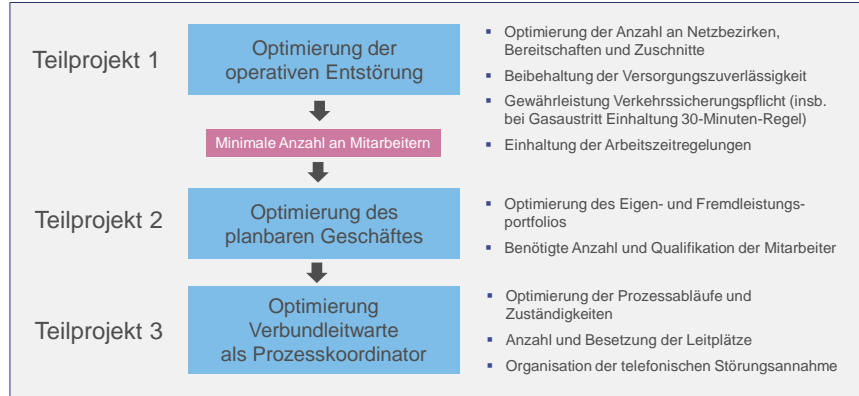 Teilprojekt 1
Optimierung der
operativen Entstörung
▪ Optimierung der Anzahl an Netzbezirken,
Bereitschaften und Zuschnitte
▪ Beibehaltung der Versorgungszuverlässigkeit
▪ Gewährleistung Verkehrssicherungspflicht (insb.
bei Gasaustritt Einhaltung 30-Minuten-Regel)
▪ Einhaltung der Arbeitszeitregelungen
Minimale Anzahl an Mitarbeitern
Teilprojekt 2
Optimierung des
planbaren Geschäftes
▪ Optimierung des Eigen- und Fremdleistungs-
portfolios
▪ Benötigte Anzahl und Qualifikation der Mitarbeiter
Teilprojekt 3
Optimierung
Verbundleitwarte
als Prozesskoordinator
▪ Optimierung der Prozessabläufe und
Zuständigkeiten
▪ Anzahl und Besetzung der Leitplätze
▪ Organisation der telefonischen Störungsannahme